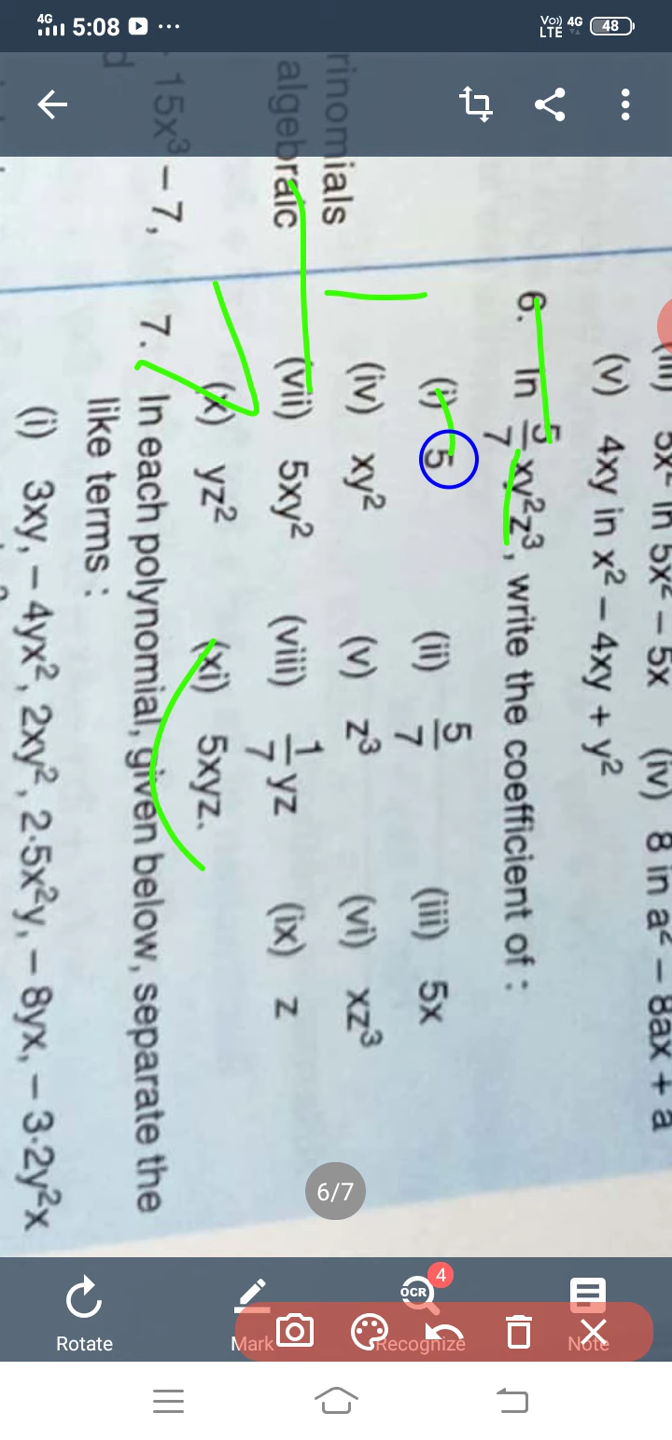 4G 5:08 ...
Vo)) LTE 4G 48
5x² in 5x² – 5x (iv) 8 in a² – 8ax + a
(v) 4xy in x² – 4xy + y²
6. In 5/7 xy²z³, write the coefficient of :
(i) 5 (ii) 5/7 (iii) 5x
rinomials (iv) xy² (v) z³ (vi) xz³
algebraic (vii) 5xy² (viii) 1/7 yz (ix) z
(x) yz² (xi) 5xyz.
15x³ – 7, 7. In each polynomial, given below, separate the
d like terms :
(i) 3xy, – 4yx², 2xy², 2·5x²y, – 8yx, – 3·2y²x
6/7
4
OCR
Rotate Mark Recognize Note